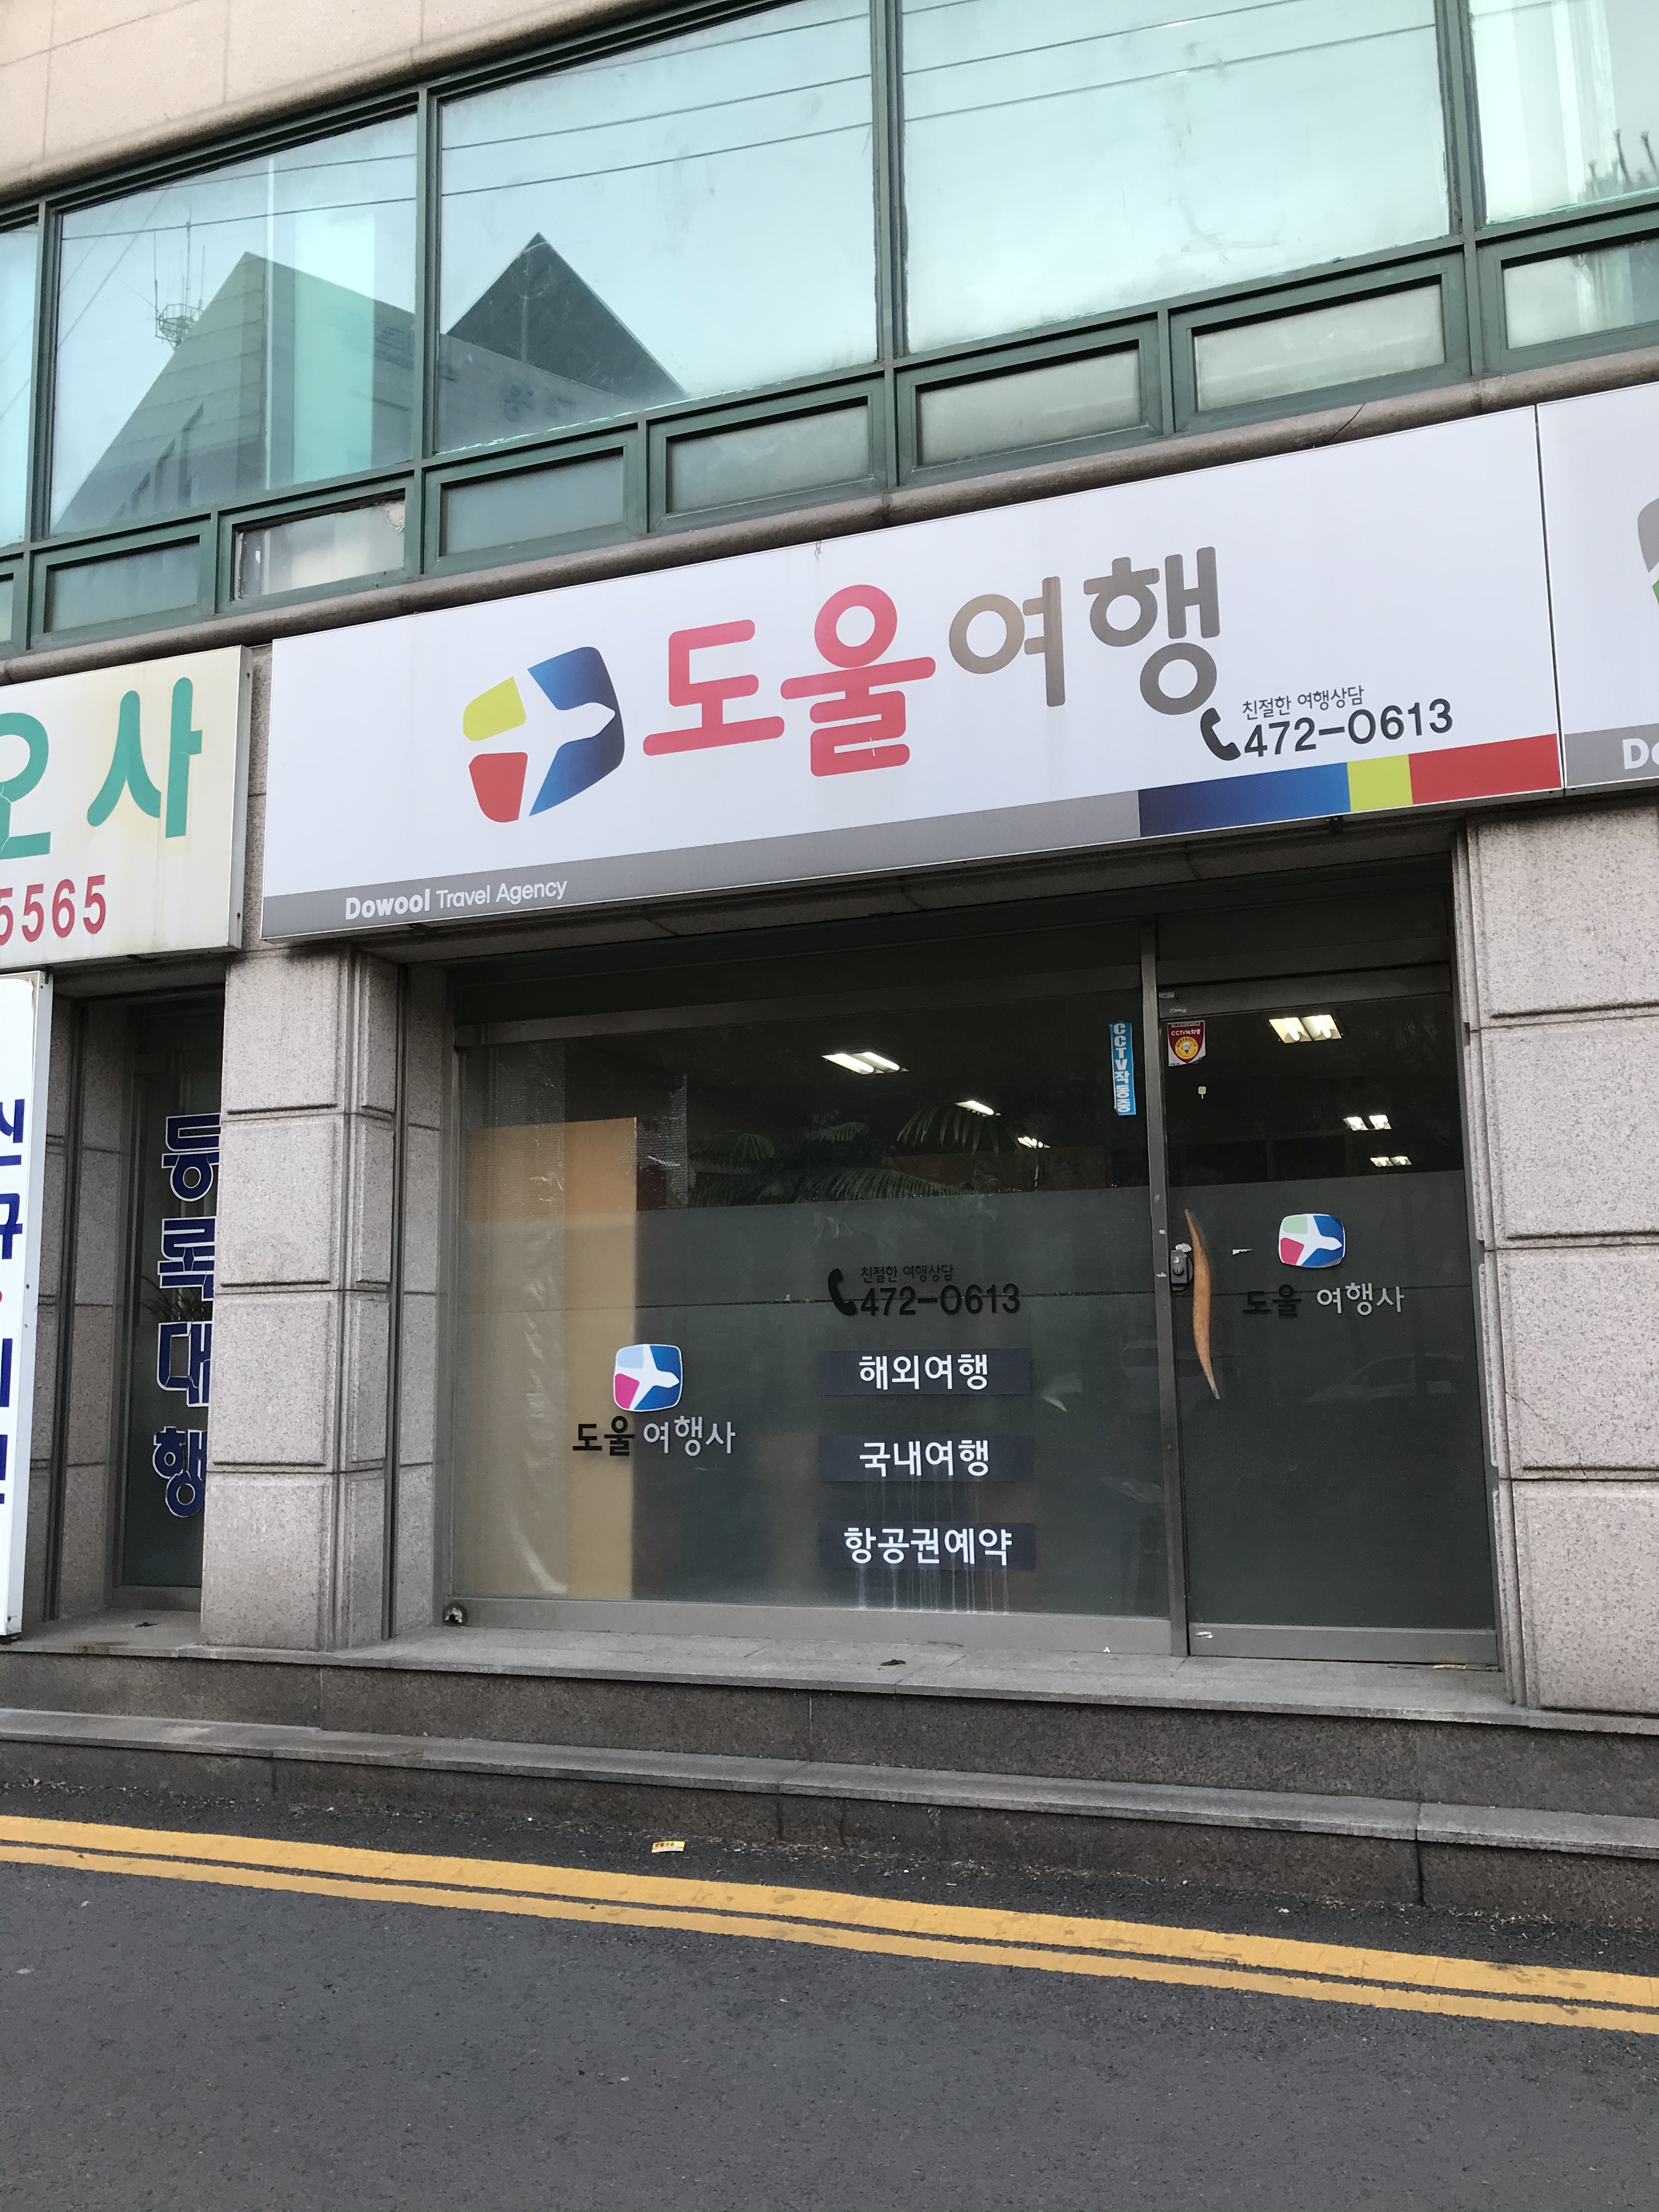 도울여행
친절한 여행상담
472-0613
Dowool Travel Agency
오사
5565
등록대행
신규
CCTV작동중
친절한 여행상담
472-0613
해외여행
국내여행
항공권예약
도울 여행사
도울 여행사